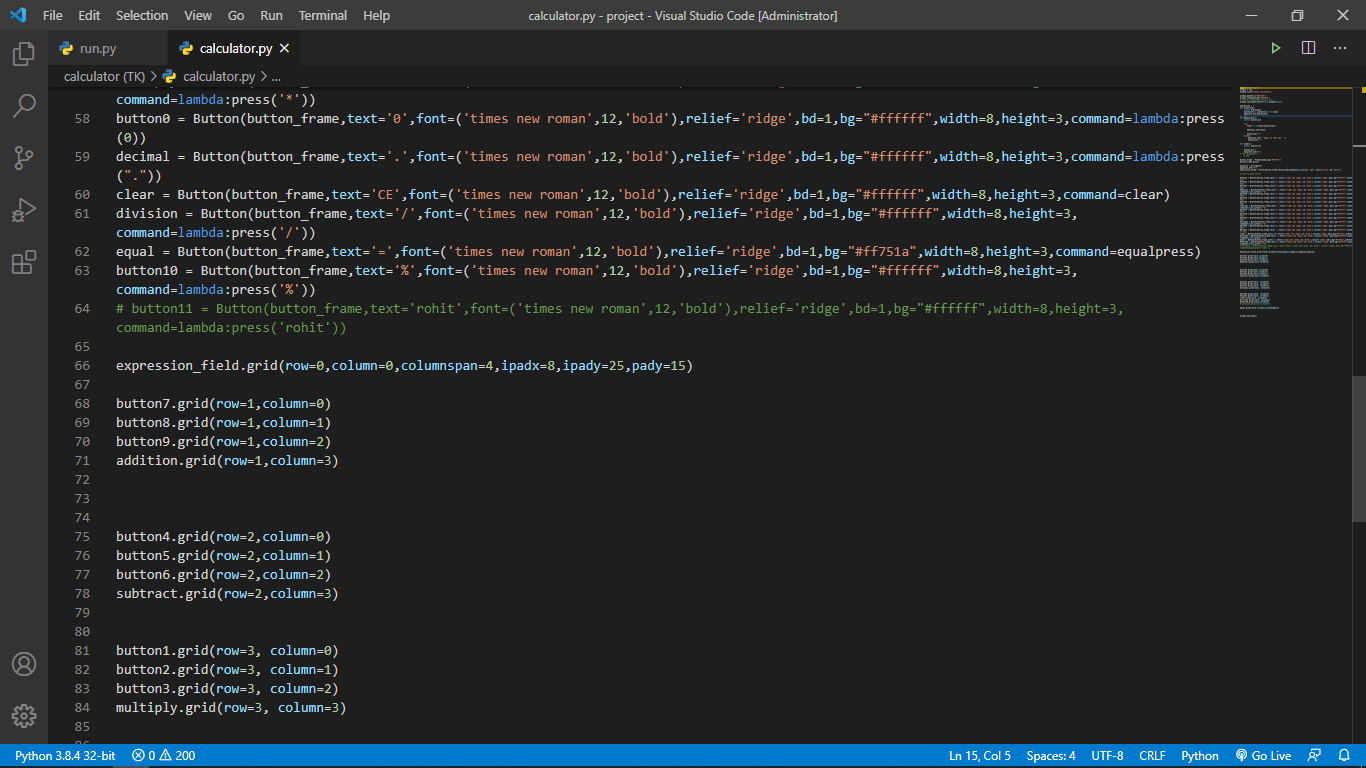 File Edit Selection View Go Run Terminal Help
calculator.py - project - Visual Studio Code [Administrator]
run.py
calculator.py
calculator (TK) > calculator.py > ...
command=lambda:press('*'))
58 button0 = Button(button_frame,text='0',font=('times new roman',12,'bold'),relief='ridge',bd=1,bg="#ffffff",width=8,height=3,command=lambda:press
(0))
59 decimal = Button(button_frame,text='.',font=('times new roman',12,'bold'),relief='ridge',bd=1,bg="#ffffff",width=8,height=3,command=lambda:press
("."))
60 clear = Button(button_frame,text='CE',font=('times new roman',12,'bold'),relief='ridge',bd=1,bg="#ffffff",width=8,height=3,command=clear)
61 division = Button(button_frame,text='/',font=('times new roman',12,'bold'),relief='ridge',bd=1,bg="#ffffff",width=8,height=3,
command=lambda:press('/'))
62 equal = Button(button_frame,text='=',font=('times new roman',12,'bold'),relief='ridge',bd=1,bg="#ff751a",width=8,height=3,command=equalpress)
63 button10 = Button(button_frame,text='%',font=('times new roman',12,'bold'),relief='ridge',bd=1,bg="#ffffff",width=8,height=3,
command=lambda:press('%'))
64 # button11 = Button(button_frame,text='rohit',font=('times new roman',12,'bold'),relief='ridge',bd=1,bg="#ffffff",width=8,height=3,
command=lambda:press('rohit'))
65
66 expression_field.grid(row=0,column=0,columnspan=4,ipadx=8,ipady=25,pady=15)
67
68 button7.grid(row=1,column=0)
69 button8.grid(row=1,column=1)
70 button9.grid(row=1,column=2)
71 addition.grid(row=1,column=3)
72
73
74
75 button4.grid(row=2,column=0)
76 button5.grid(row=2,column=1)
77 button6.grid(row=2,column=2)
78 subtract.grid(row=2,column=3)
79
80
81 button1.grid(row=3, column=0)
82 button2.grid(row=3, column=1)
83 button3.grid(row=3, column=2)
84 multiply.grid(row=3, column=3)
85
Python 3.8.4 32-bit 0 200 Ln 15, Col 5 Spaces: 4 UTF-8 CRLF Python Go Live